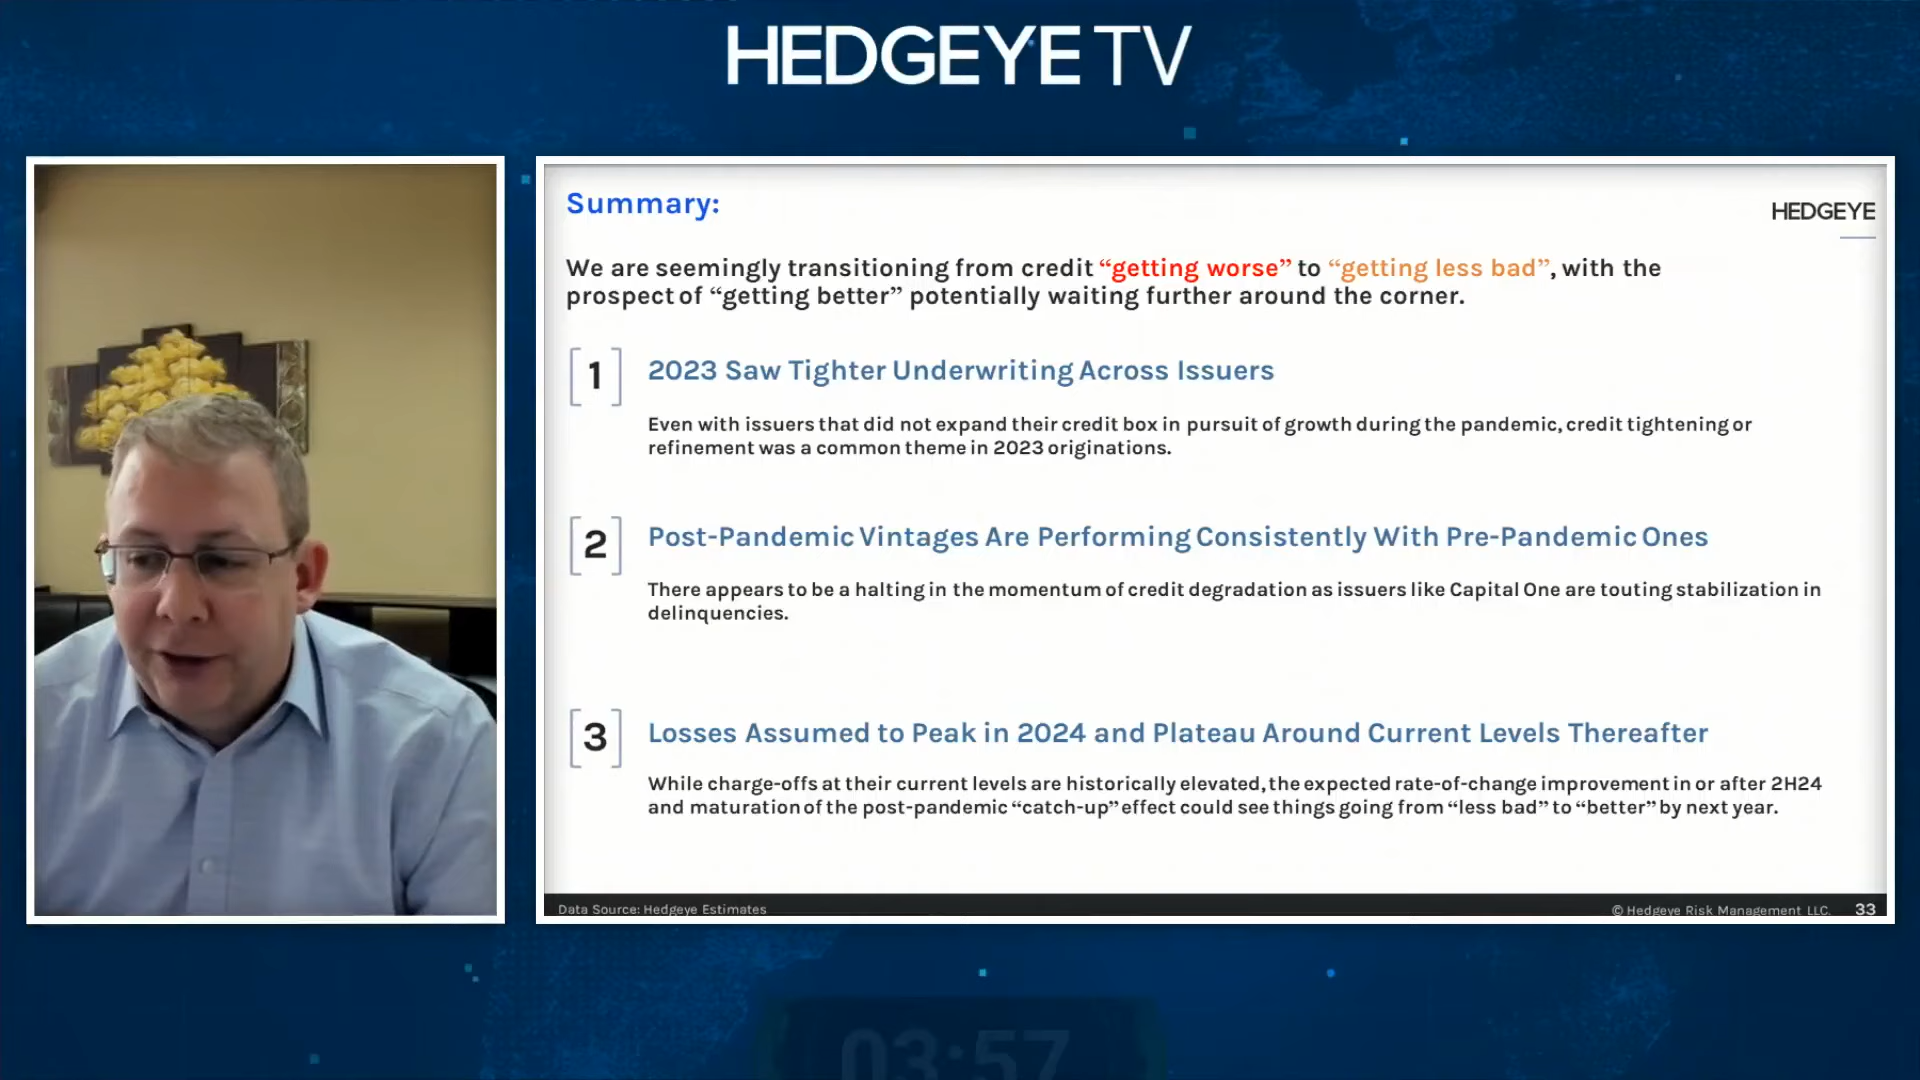 HEDGEYE TV
Summary:
HEDGEYE
We are seemingly transitioning from credit “getting worse” to “getting less bad”, with the
prospect of “getting better” potentially waiting further around the corner.
1
2023 Saw Tighter Underwriting Across Issuers
Even with issuers that did not expand their credit box in pursuit of growth during the pandemic, credit tightening or
refinement was a common theme in 2023 originations.
2
Post-Pandemic Vintages Are Performing Consistently With Pre-Pandemic Ones
There appears to be a halting in the momentum of credit degradation as issuers like Capital One are touting stabilization in
delinquencies.
3
Losses Assumed to Peak in 2024 and Plateau Around Current Levels Thereafter
While charge-offs at their current levels are historically elevated, the expected rate-of-change improvement in or after 2H24
and maturation of the post-pandemic “catch-up” effect could see things going from “less bad” to “better” by next year.
Data Source: Hedgeye Estimates
© Hedgeye Risk Management LLC. 33
03:57